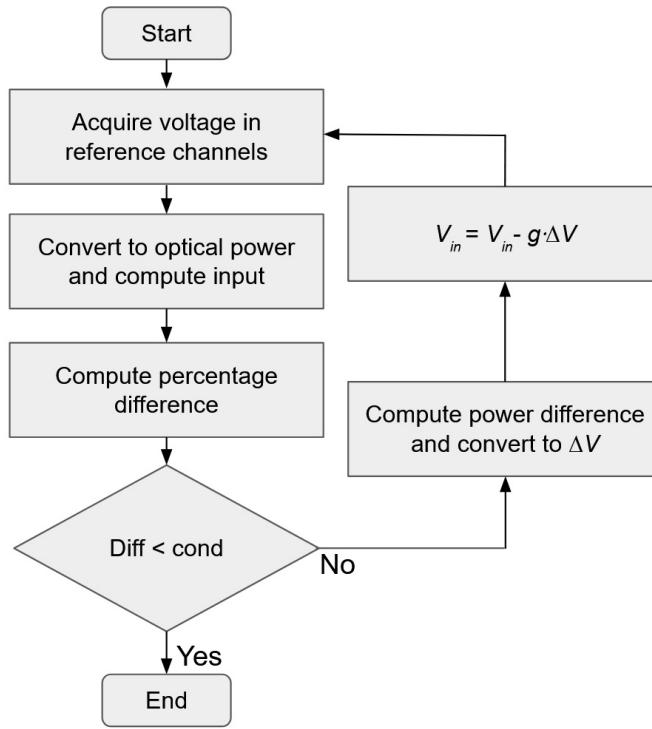 Start
Acquire voltage in
reference channels
Convert to optical power
and compute input
Compute percentage
difference
Diff < cond
No
Yes
End
V_in = V_in - g·ΔV
Compute power difference
and convert to ΔV